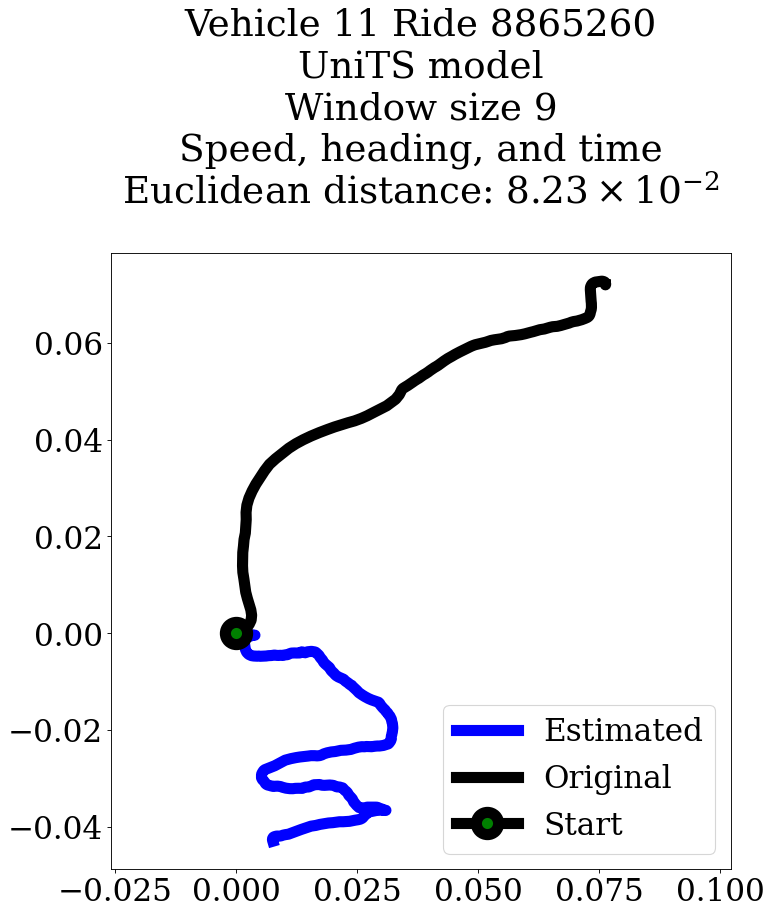 Vehicle 11 Ride 8865260
UniTS model
Window size 9
Speed, heading, and time
Euclidean distance: 8.23 × 10⁻²
0.06
0.04
0.02
0.00
−0.02
−0.04
Estimated
Original
Start
−0.025 0.000 0.025 0.050 0.075 0.100